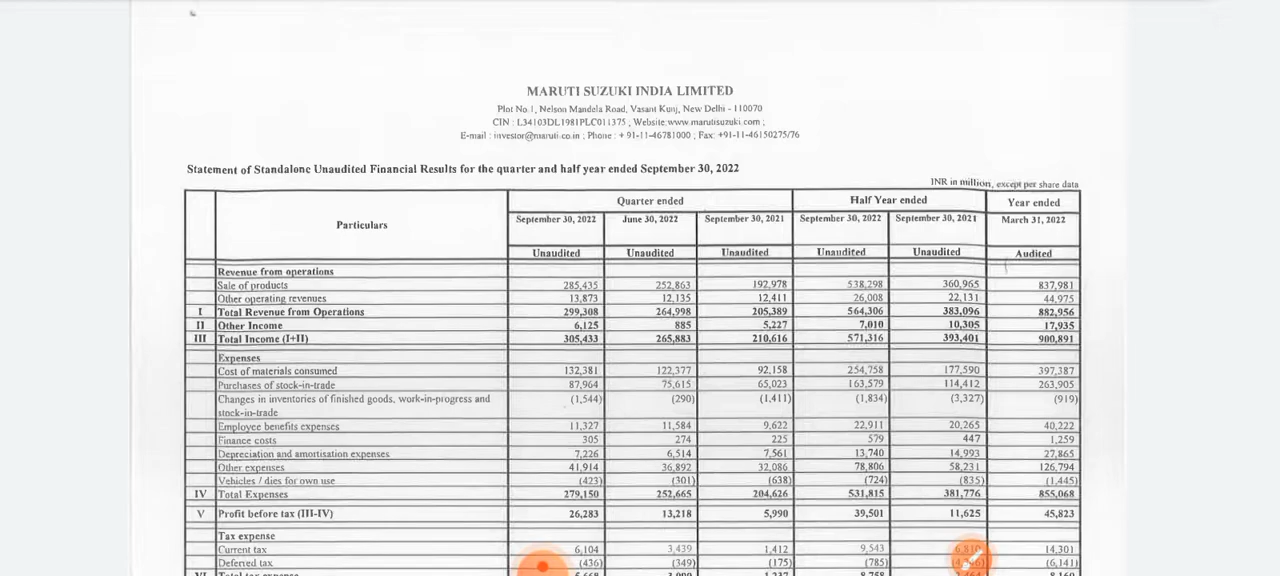 MARUTI SUZUKI INDIA LIMITED
Plot No.1, Nelson Mandela Road, Vasant Kunj, New Delhi - 110070
CIN : L34103DL1981PLC011375 ; Website:www.marutisuzuki.com ;
E-mail : investor@maruti.co.in ; Phone : + 91-11-46781000 ; Fax: +91-11-46150275/76
Statement of Standalone Unaudited Financial Results for the quarter and half year ended September 30, 2022
INR in million, except per share data
Particulars Quarter ended Half Year ended Year ended
September 30, 2022 June 30, 2022 September 30, 2021 September 30, 2022 September 30, 2021 March 31, 2022
Unaudited Unaudited Unaudited Unaudited Unaudited Audited
Revenue from operations
Sale of products 285,435 252,863 192,978 538,298 360,965 837,981
Other operating revenues 13,873 12,135 12,411 26,008 22,131 44,975
I Total Revenue from Operations 299,308 264,998 205,389 564,306 383,096 882,956
II Other Income 6,125 885 5,227 7,010 10,305 17,935
III Total Income (I+II) 305,433 265,883 210,616 571,316 393,401 900,891
Expenses
Cost of materials consumed 132,381 122,377 92,158 254,758 177,590 397,387
Purchases of stock-in-trade 87,964 75,615 65,023 163,579 114,412 263,905
Changes in inventories of finished goods, work-in-progress and (1,544) (290) (1,411) (1,834) (3,327) (919)
stock-in-trade
Employee benefits expenses 11,327 11,584 9,622 22,911 20,265 40,222
Finance costs 305 274 225 579 447 1,259
Depreciation and amortisation expenses 7,226 6,514 7,561 13,740 14,993 27,865
Other expenses 41,914 36,892 32,086 78,806 58,231 126,794
Vehicles / dies for own use (423) (301) (638) (724) (835) (1,445)
IV Total Expenses 279,150 252,665 204,626 531,815 381,776 855,068
V Profit before tax (III-IV) 26,283 13,218 5,990 39,501 11,625 45,823
Tax expense
Current tax 6,104 3,439 1,412 9,543 14,301
Deferred tax (436) (349) (175) (785) (6,141)